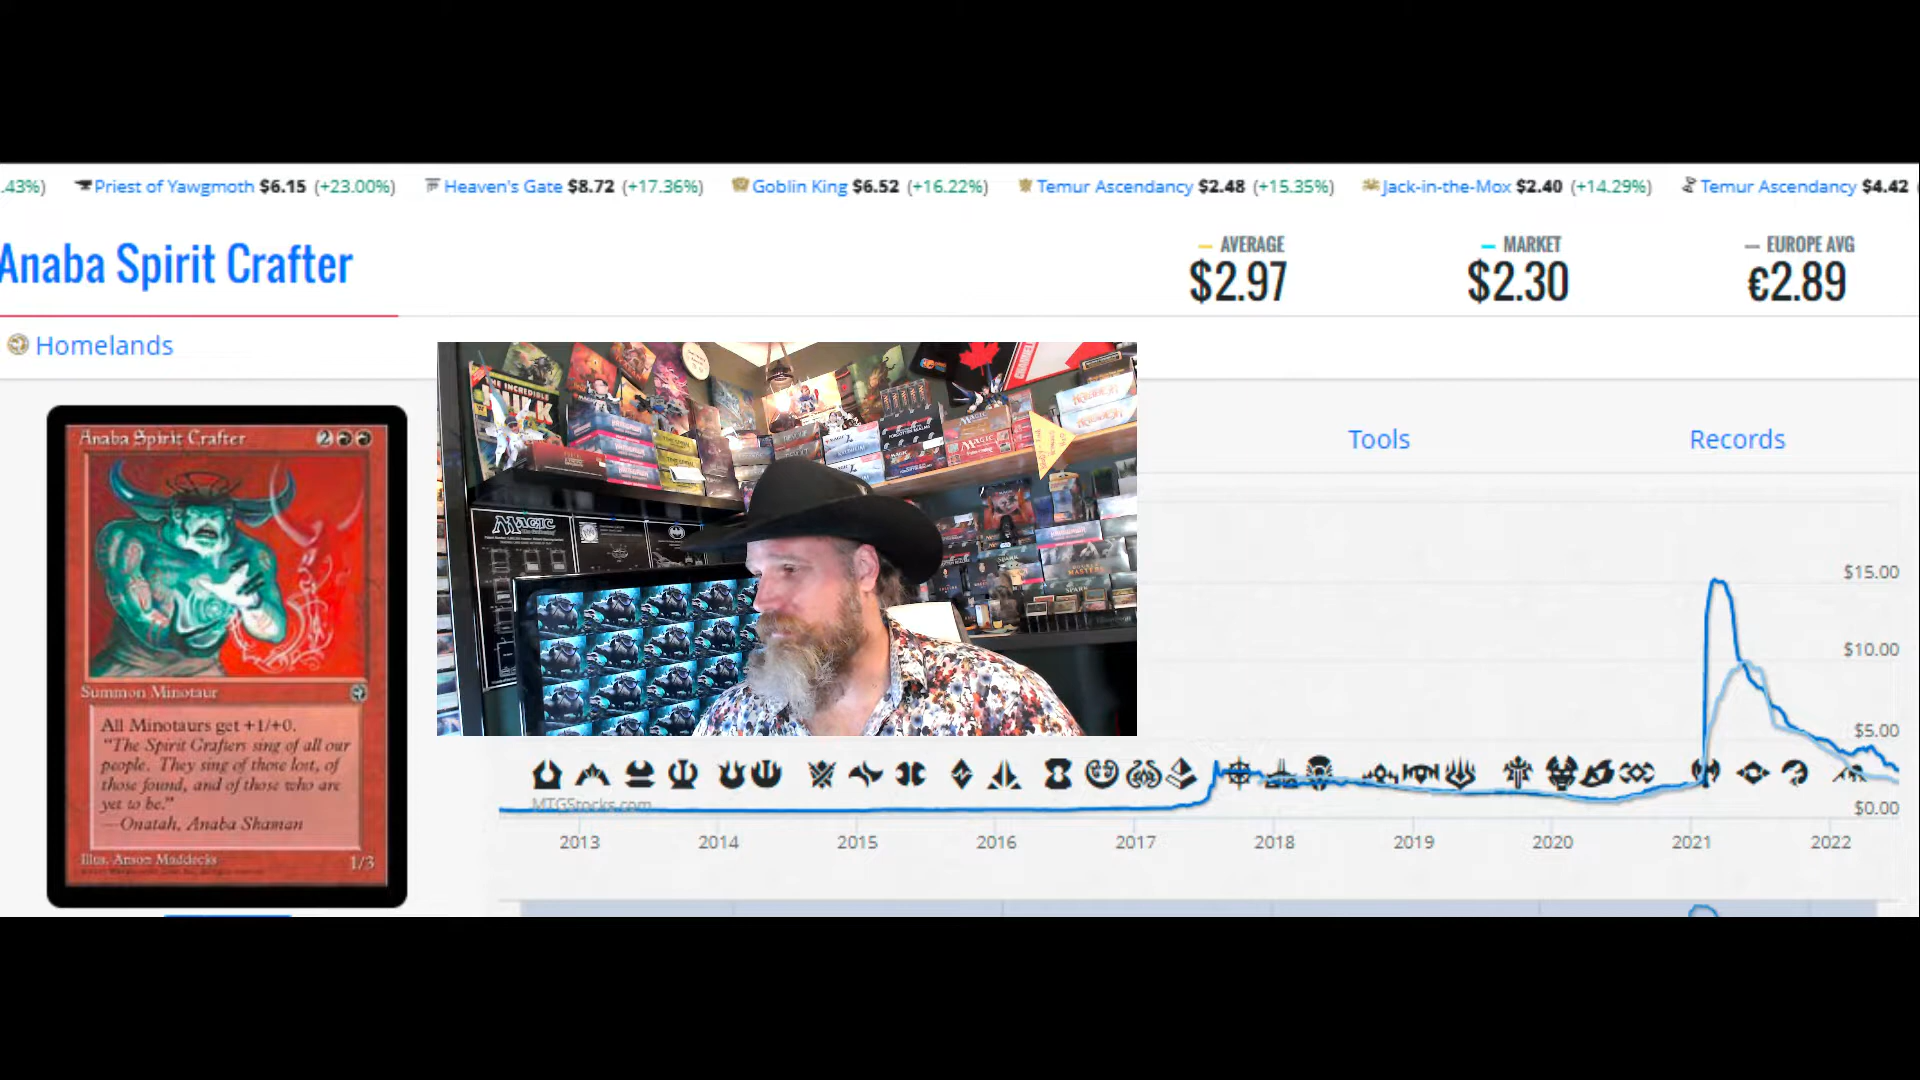 .43%) Priest of Yawgmoth $6.15 (+23.00%) Heaven's Gate $8.72 (+17.36%) Goblin King $6.52 (+16.22%) Temur Ascendancy $2.48 (+15.35%) Jack-in-the-Mox $2.40 (+14.29%) Temur Ascendancy $4.42
Anaba Spirit Crafter
AVERAGE MARKET EUROPE AVG
$2.97 $2.30 €2.89
Homelands
Tools Records
THE INCREDIBLE
HULK
MAGIC
MAGIC
Anaba Spirit Crafter 2
Summon Minotaur
All Minotaurs get +1/+0.
"The Spirit Crafters sing of all our
people. They sing of those lost, of
those found, and of those who are
yet to be."
—Onatah, Anaba Shaman
Illus. Anson Maddocks 1/3
$15.00
$10.00
$5.00
$0.00
MTGStocks.com
2013 2014 2015 2016 2017 2018 2019 2020 2021 2022